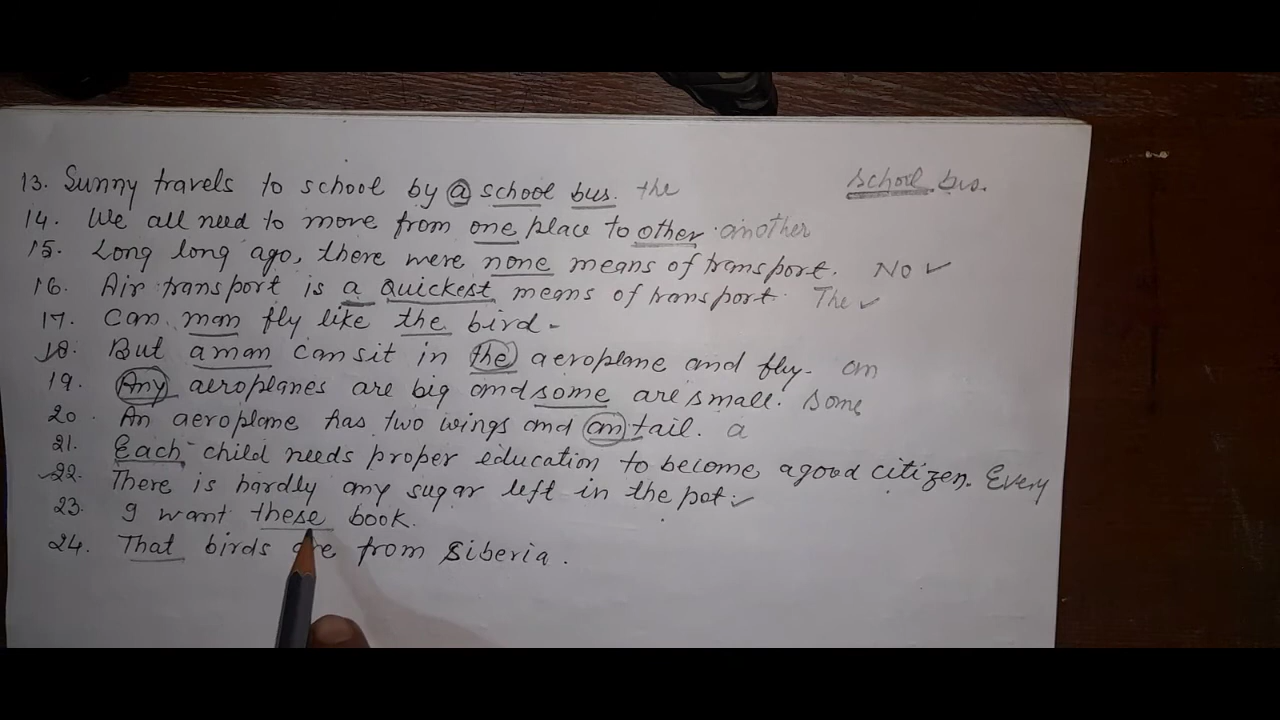 13. Sunny travels to school by a school bus. the school bus.
14. We all need to move from one place to other. another
15. Long long ago, there were none means of transport. No ✓
16. Air transport is a quickest means of transport. The ✓
17. Can man fly like the bird.
18. But a man can sit in the aeroplane and fly. an
19. Any aeroplanes are big and some are small. Some
20. An aeroplane has two wings and an tail. a
21. Each child needs proper education to become a good citizen. Every
22. There is hardly any sugar left in the pot. ✓
23. I want these book.
24. That birds are from Siberia.